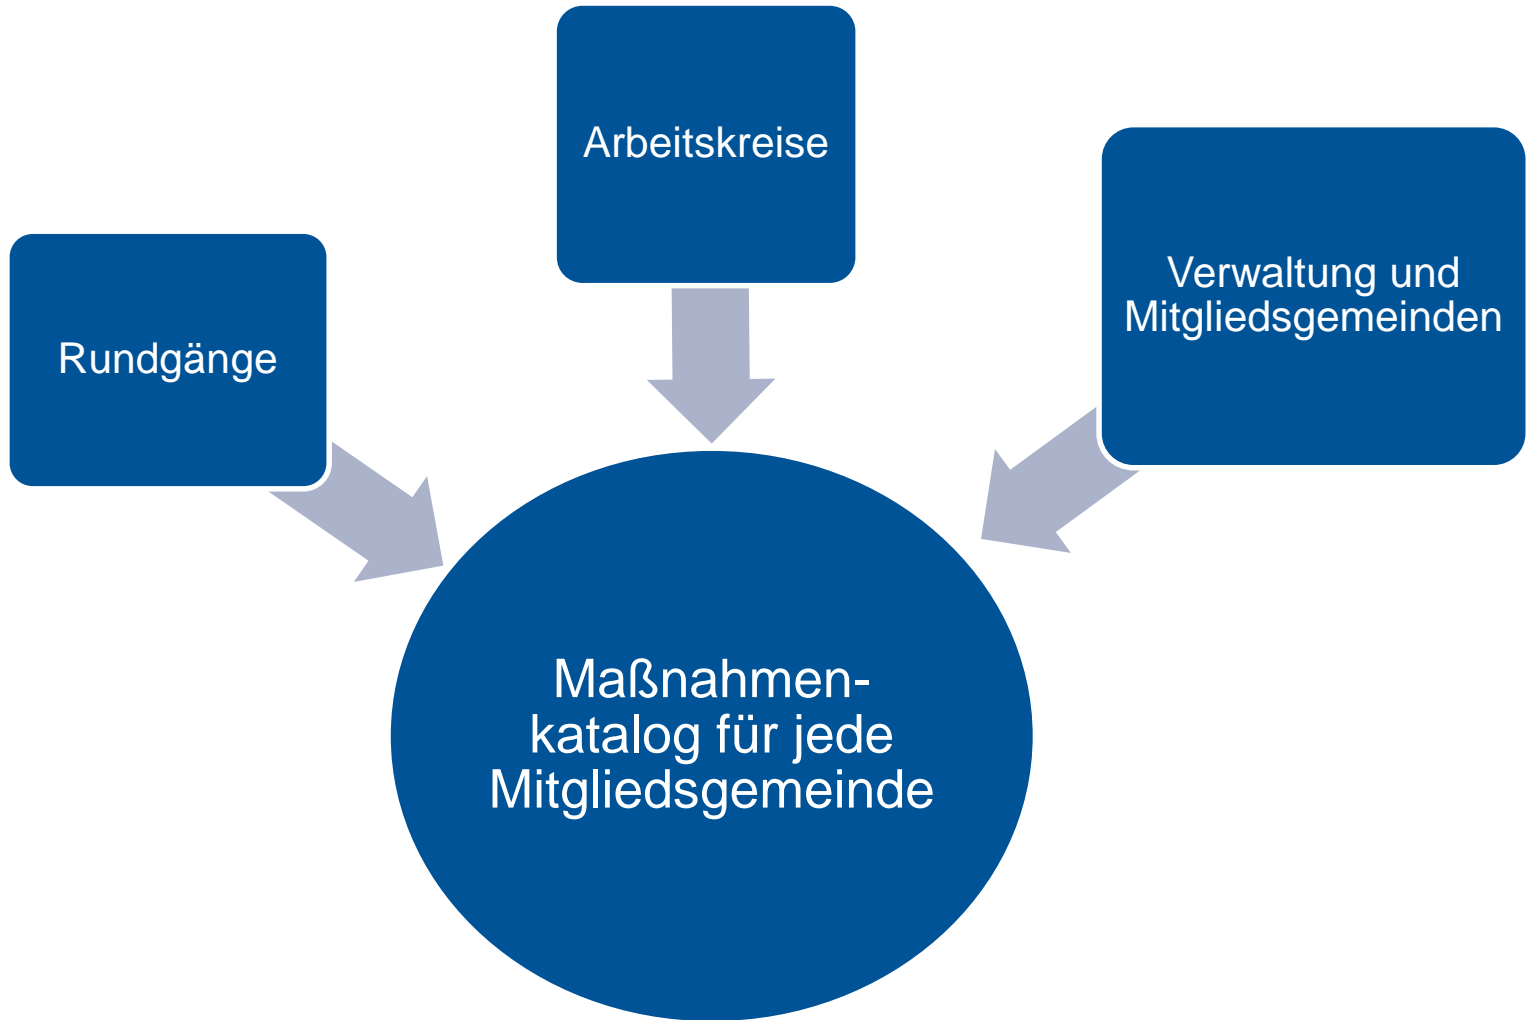 Arbeitskreise
Verwaltung und
Mitgliedsgemeinden
Rundgänge
Maßnahmen-
katalog für jede
Mitgliedsgemeinde